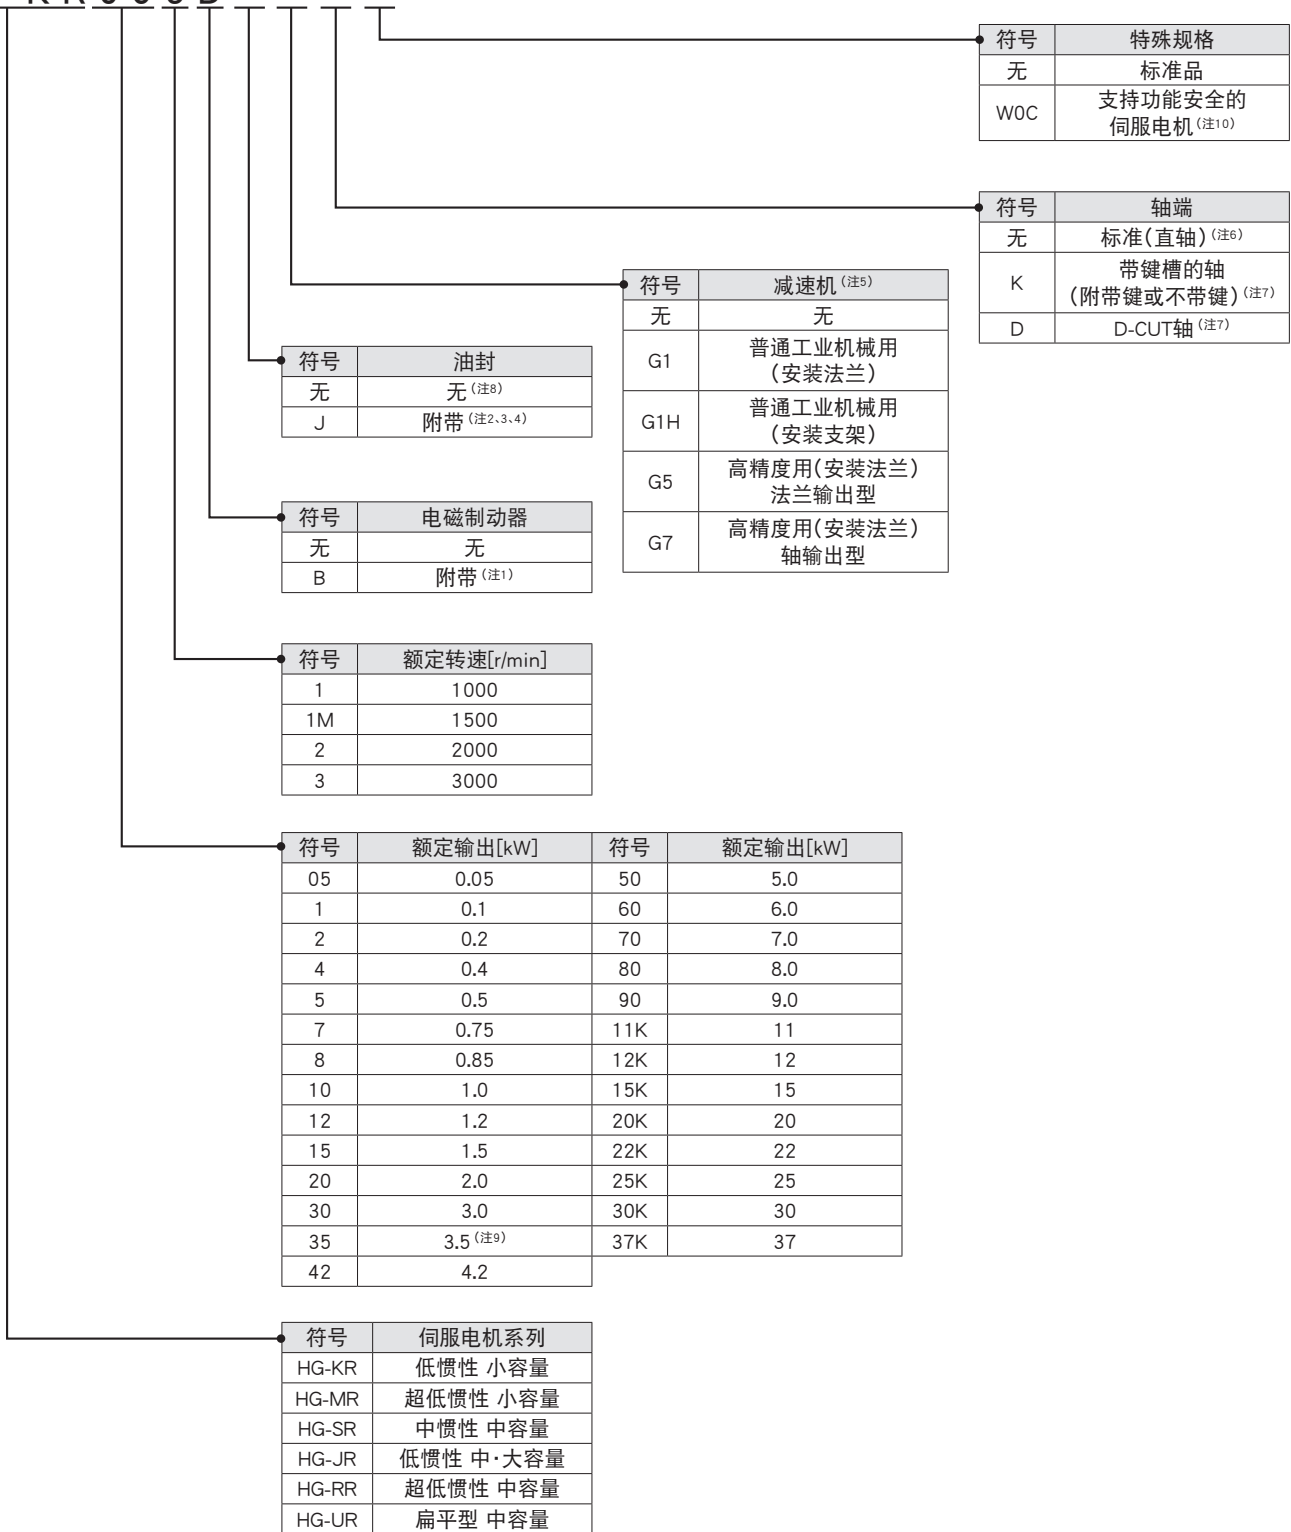 符号 特殊规格
无 标准品
W0C 支持功能安全的
伺服电机(注10)
符号 轴端
无 标准(直轴)(注6)
K 带键槽的轴
(附带键或不带键)(注7)
D D-CUT轴(注7)
符号 减速机(注5)
无 无
G1 普通工业机械用
(安装法兰)
G1H 普通工业机械用
(安装支架)
G5 高精度用(安装法兰)
法兰输出型
G7 高精度用(安装法兰)
轴输出型
符号 油封
无 无(注8)
J 附带(注2、3、4)
符号 电磁制动器
无 无
B 附带(注1)
符号 额定转速[r/min]
1 1000
1M 1500
2 2000
3 3000
符号 额定输出[kW] 符号 额定输出[kW]
05 0.05 50 5.0
1 0.1 60 6.0
2 0.2 70 7.0
4 0.4 80 8.0
5 0.5 90 9.0
7 0.75 11K 11
8 0.85 12K 12
10 1.0 15K 15
12 1.2 20K 20
15 1.5 22K 22
20 2.0 25K 25
30 3.0 30K 30
35 3.5(注9) 37K 37
42 4.2
符号 伺服电机系列
HG-KR 低惯性 小容量
HG-MR 超低惯性 小容量
HG-SR 中惯性 中容量
HG-JR 低惯性 中·大容量
HG-RR 超低惯性 中容量
HG-UR 扁平型 中容量